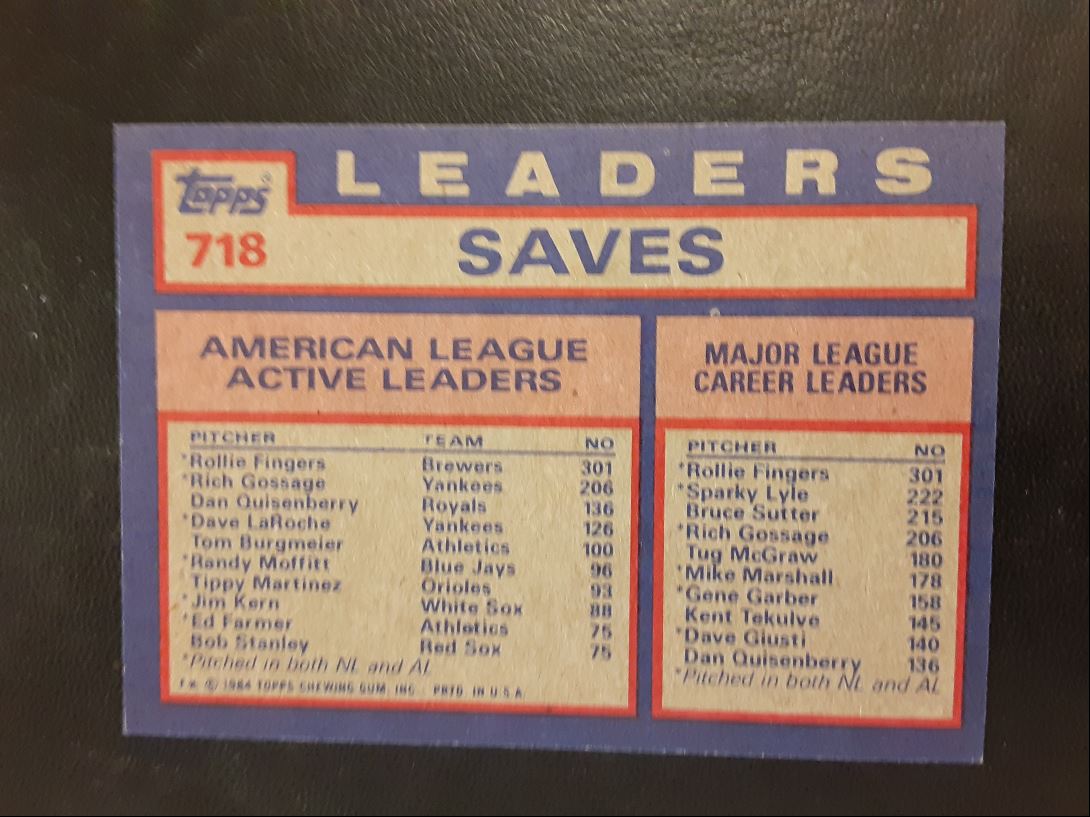 LEADERS
Topps
718
SAVES
AMERICAN LEAGUE
ACTIVE LEADERS
PITCHER TEAM NO
*Rollie Fingers Brewers 301
*Rich Gossage Yankees 206
Dan Quisenberry Royals 136
*Dave LaRoche Yankees 126
Tom Burgmeier Athletics 100
*Randy Moffitt Blue Jays 96
Tippy Martinez Orioles 93
*Jim Kern White Sox 88
*Ed Farmer Athletics 75
Bob Stanley Red Sox 75
*Pitched in both NL and AL
© 1984 TOPPS CHEWING GUM, INC. PRTD. IN U.S.A.
MAJOR LEAGUE
CAREER LEADERS
PITCHER NO
*Rollie Fingers 301
*Sparky Lyle 222
Bruce Sutter 215
*Rich Gossage 206
Tug McGraw 180
*Mike Marshall 178
*Gene Garber 158
Kent Tekulve 145
*Dave Giusti 140
Dan Quisenberry 136
*Pitched in both NL and AL